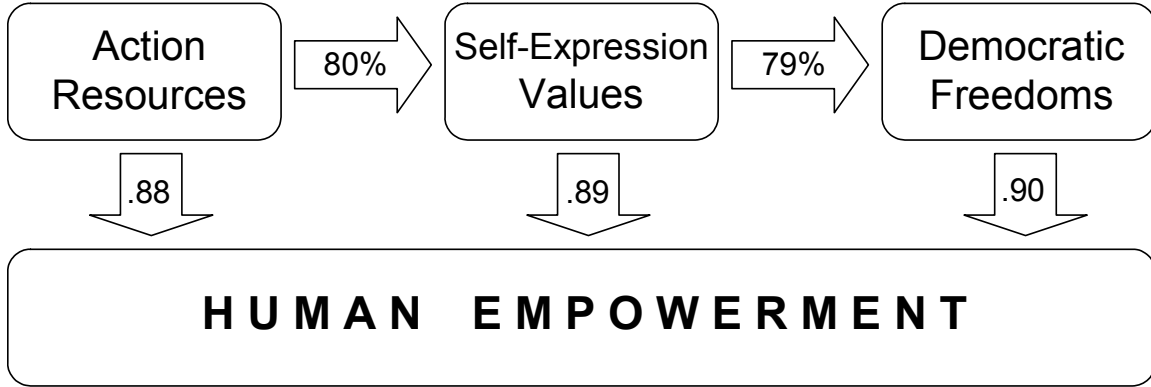 Action
Resources
80%
Self-Expression
Values
79%
Democratic
Freedoms
.88
.89
.90
HUMAN EMPOWERMENT